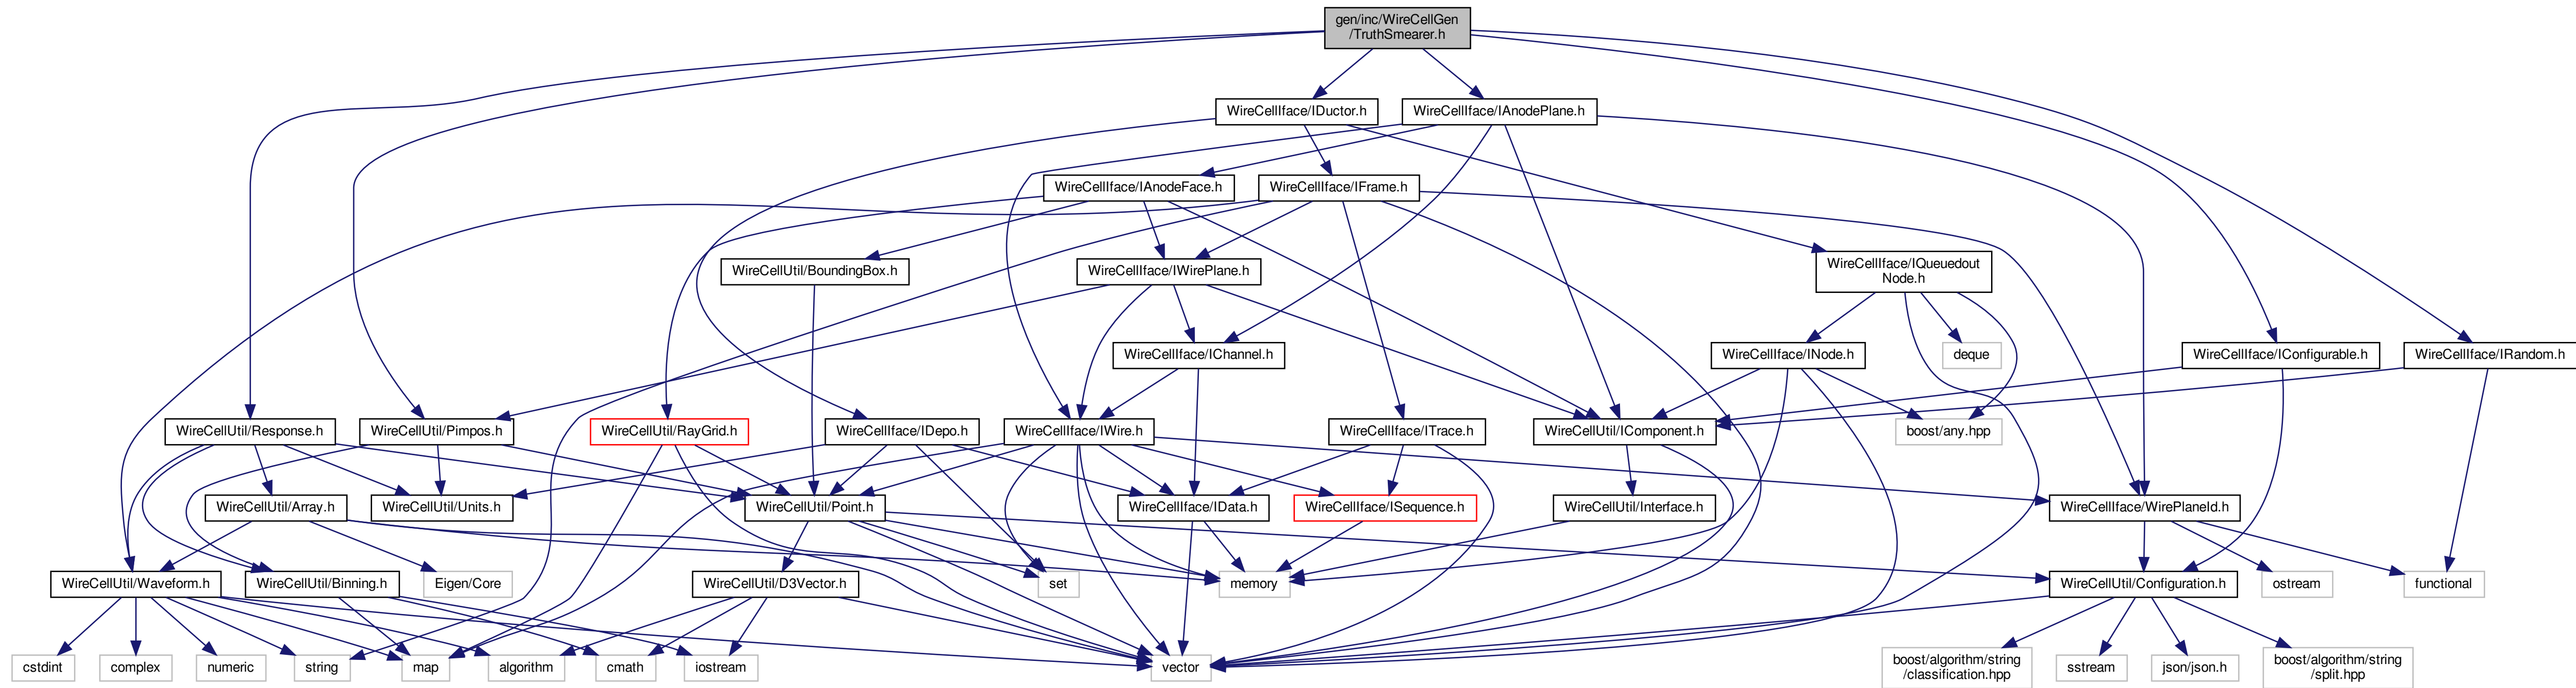 gen/inc/WireCellGen
/TruthSmearer.h
WireCellIface/IDuctor.h
WireCellIface/IAnodePlane.h
WireCellIface/IAnodeFace.h
WireCellIface/IFrame.h
WireCellUtil/BoundingBox.h
WireCellIface/IWirePlane.h
WireCellIface/IQueuedout
Node.h
WireCellIface/IChannel.h
WireCellIface/INode.h
deque
WireCellIface/IConfigurable.h
WireCellIface/IRandom.h
WireCellUtil/Response.h
WireCellUtil/Pimpos.h
WireCellUtil/RayGrid.h
WireCellIface/IDepo.h
WireCellIface/IWire.h
WireCellIface/ITrace.h
WireCellUtil/IComponent.h
boost/any.hpp
WireCellUtil/Array.h
WireCellUtil/Units.h
WireCellUtil/Point.h
WireCellIface/IData.h
WireCellIface/ISequence.h
WireCellUtil/Interface.h
WireCellIface/WirePlaneId.h
WireCellUtil/Waveform.h
WireCellUtil/Binning.h
Eigen/Core
WireCellUtil/D3Vector.h
set
memory
WireCellUtil/Configuration.h
ostream
functional
cstdint
complex
numeric
string
map
algorithm
cmath
iostream
vector
boost/algorithm/string
/classification.hpp
sstream
json/json.h
boost/algorithm/string
/split.hpp